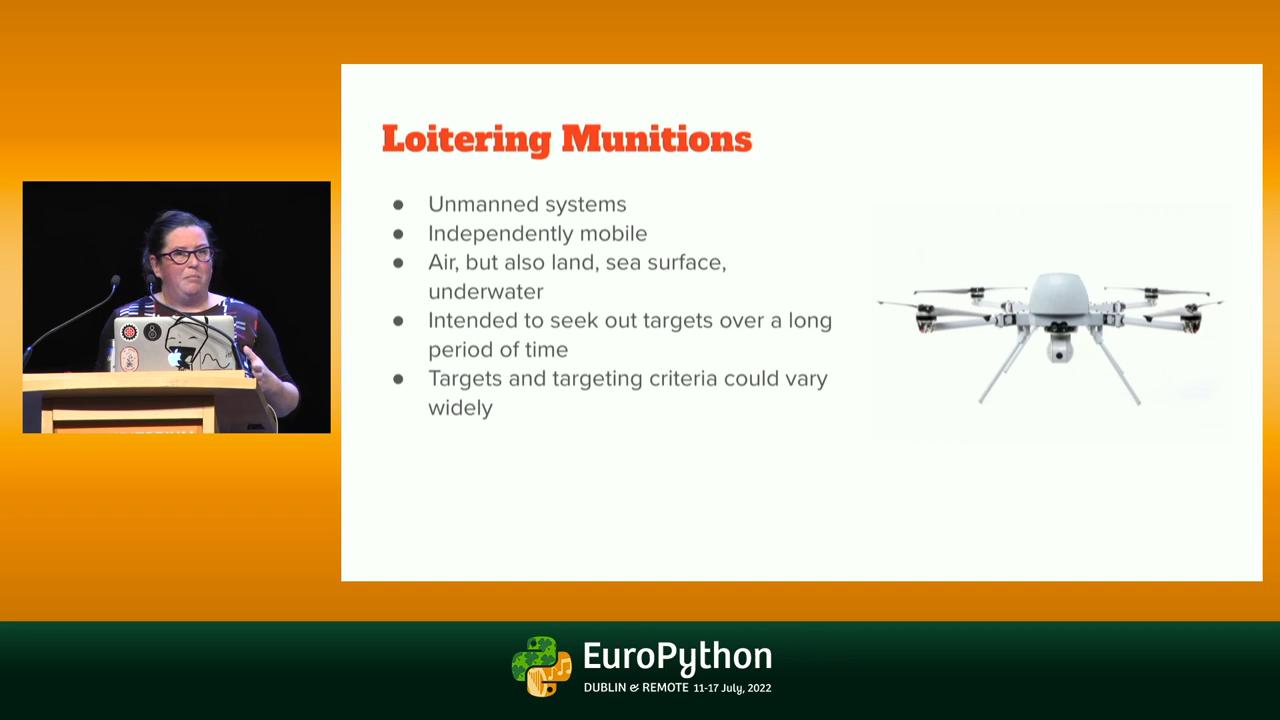 Loitering Munitions
● Unmanned systems
● Independently mobile
● Air, but also land, sea surface,
underwater
● Intended to seek out targets over a long
period of time
● Targets and targeting criteria could vary
widely
EuroPython
DUBLIN & REMOTE 11-17 July, 2022